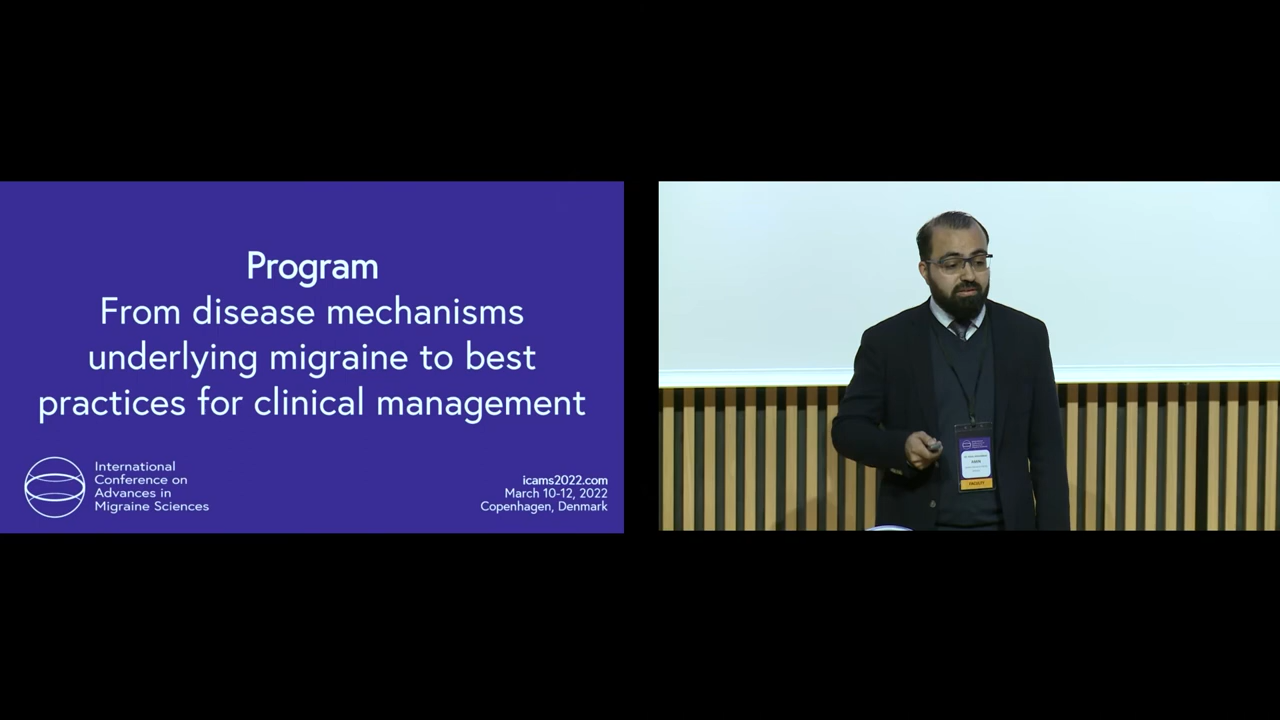 Program
From disease mechanisms
underlying migraine to best
practices for clinical management
International
Conference on
Advances in
Migraine Sciences
icams2022.com
March 10-12, 2022
Copenhagen, Denmark
FACULTY